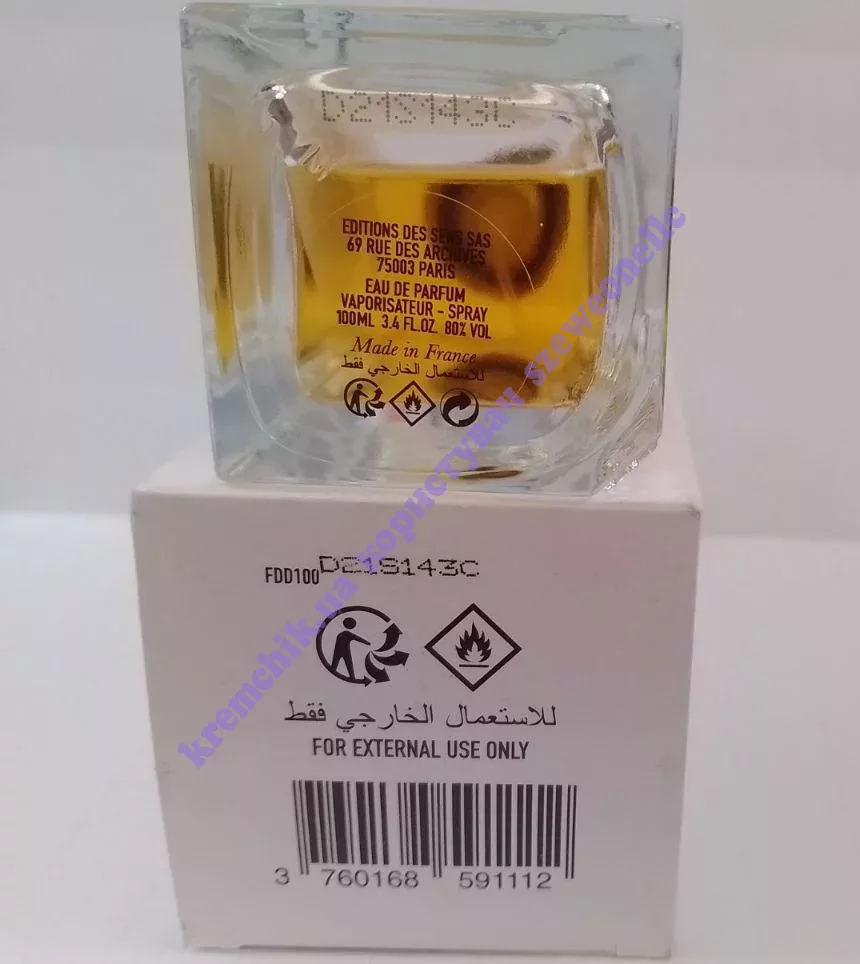 D21S143C
EDITIONS DES SENS SAS
69 RUE DES ARCHIVES
75003 PARIS
EAU DE PARFUM
VAPORISATEUR - SPRAY
100ML 3.4 FL.OZ. 80% VOL
Made in France
للاستعمال الخارجي فقط
FDD100 D21S143C
للاستعمال الخارجي فقط
FOR EXTERNAL USE ONLY
3 760168 591112
kremchik.ua користувач szeweonelle